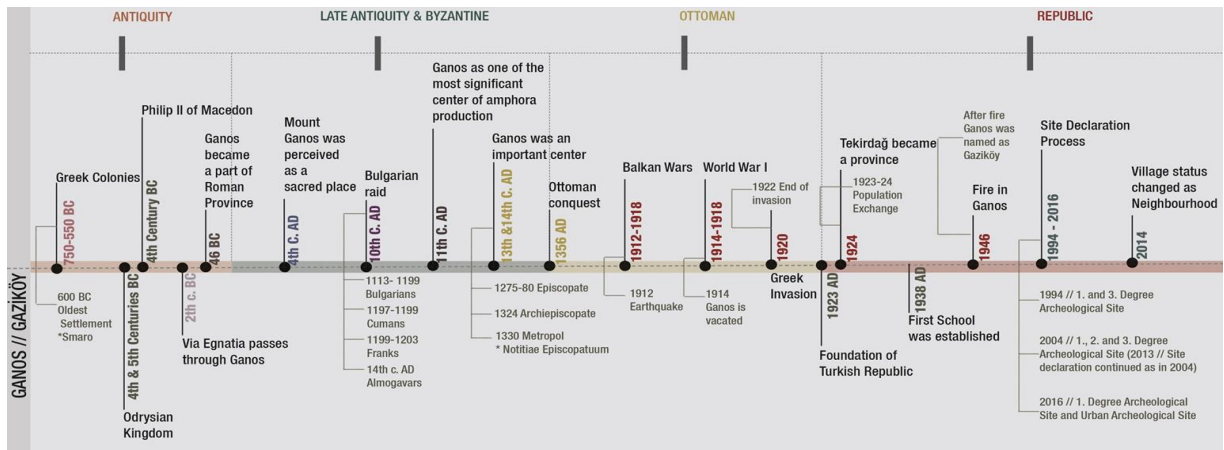 ANTIQUITY
LATE ANTIQUITY & BYZANTINE
OTTOMAN
REPUBLIC
GANOS // GAZIKÖY
Greek Colonies
750-550 BC
600 BC
Oldest
Settlement
*Smaro
4th & 5th Centuries BC
Odrysian
Kingdom
Philip II of Macedon
4th Century BC
2th c. BC
Via Egnatia passes
through Ganos
Ganos
became
a part of
Roman
Province
46 BC
Mount
Ganos was
perceived
as a
sacred place
4th C. AD
Bulgarian
raid
10th C. AD
1113- 1199
Bulgarians
1197-1199
Cumans
1199-1203
Franks
14th c. AD
Almogavars
Ganos as one of the
most significant
center of amphora
production
11th C. AD
Ganos was an
important center
13th &14th C. AD
1275-80 Episcopate
1324 Archiepiscopate
1330 Metropol
* Notitiae Episcopatuum
Ottoman
conquest
1356 AD
Balkan Wars
1912-1918
1912
Earthquake
World War I
1914-1918
1914
Ganos is
vacated
1922 End of
invasion
1920
Greek
Invasion
1923 AD
Foundation of
Turkish Republic
Tekirdağ became
a province
1923-24
Population
Exchange
1924
1938 AD
First School
was established
After fire
Ganos was
named as
Gaziköy
Fire in
Ganos
1946
Site Declaration
Process
1994 - 2016
1994 // 1. and 3. Degree
Archeological Site
2004 // 1., 2. and 3. Degree
Archeological Site (2013 // Site
declaration continued as in 2004)
2016 // 1. Degree Archeological
Site and Urban Archeological Site
Village status
changed as
Neighbourhood
2014